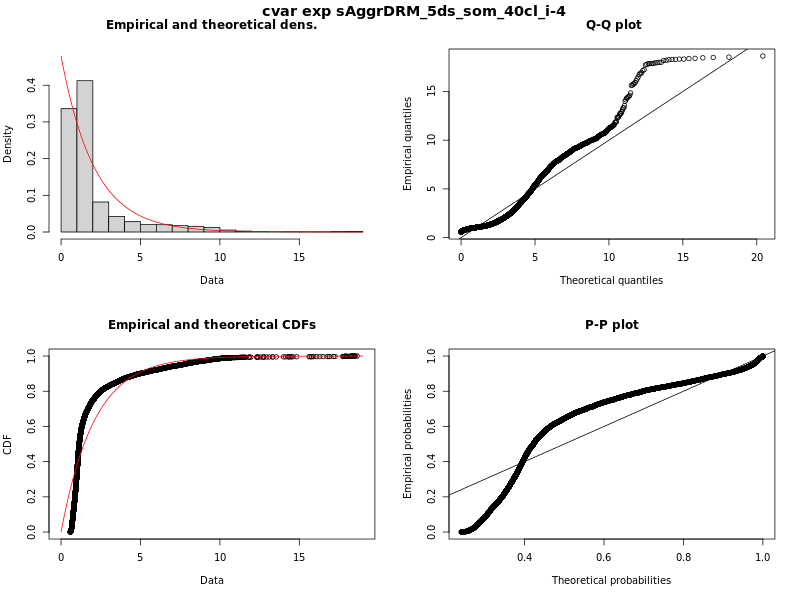 cvar exp sAggrDRM_5ds_som_40cl_i-4
Empirical and theoretical dens.
Density
0.0 0.1 0.2 0.3 0.4
0 5 10 15
Data
Q-Q plot
Empirical quantiles
0 5 10 15
0 5 10 15 20
Theoretical quantiles
Empirical and theoretical CDFs
CDF
0.0 0.2 0.4 0.6 0.8 1.0
0 5 10 15
Data
P-P plot
Empirical probabilities
0.0 0.2 0.4 0.6 0.8 1.0
0.4 0.6 0.8 1.0
Theoretical probabilities